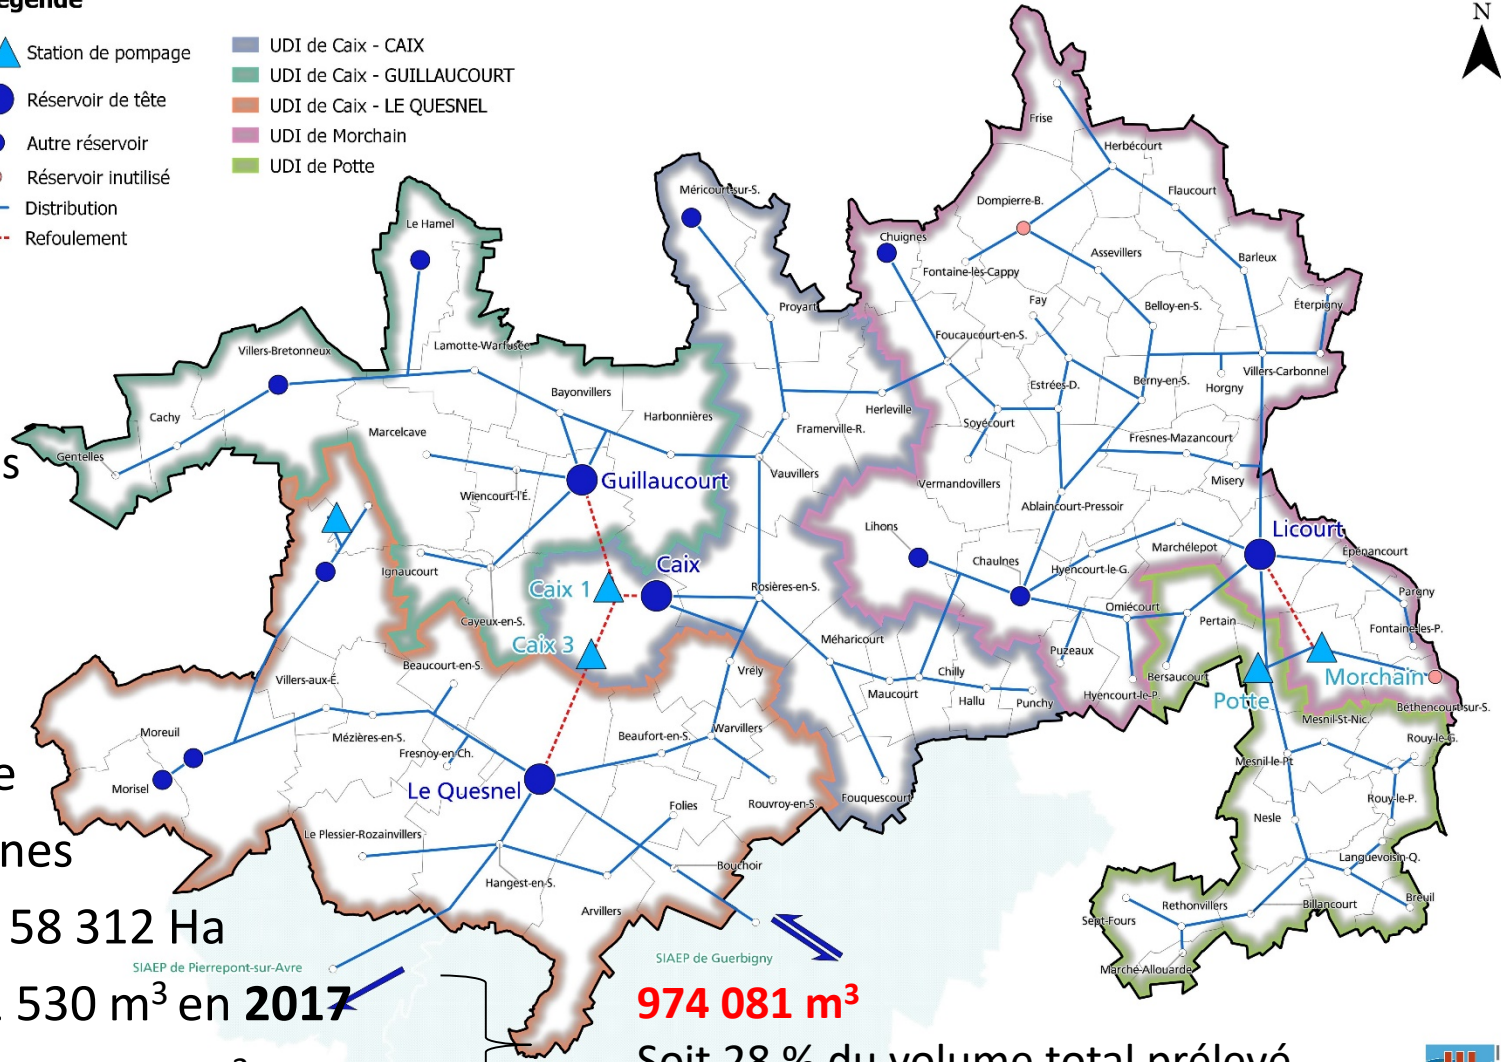 Station de pompage
Réservoir de tête
Autre réservoir
Réservoir inutilisé
Distribution
Refoulement
UDI de Caix - CAIX
UDI de Caix - GUILLAUCOURT
UDI de Caix - LE QUESNEL
UDI de Morchain
UDI de Potte
N
Frise
Herbécourt
Flaucourt
Dompierre-B.
Méricourt-sur-S.
Le Hamel
Chuignes
Assevillers
Barleux
Fontaine-lès-Cappy
Fay
Belloy-en-S.
Éterpigny
Proyart
Foucaucourt-en-S.
Lamotte-Warfusée
Villers-Bretonneux
Villers-Carbonnel
Estrées-D.
Berny-en-S.
Horgny
Bayonvillers
Cachy
Harbonnières
Herleville
Soyécourt
Framerville-R.
Marcelcave
Fresnes-Mazancourt
Gentelles
Vauvillers
Misery
Guillaucourt
Vermandovillers
Wiencourt-l'É.
Ablaincourt-Pressoir
Lihons
Licourt
Marchélepot
Épénancourt
Chaulnes
Hyencourt-le-G.
Caix
Ignaucourt
Caix 1
Rosières-en-S.
Pargny
Omiécourt
Pertain
Fontaine-les-P.
Cayeux-en-S.
Caix 3
Méharicourt
Puzeaux
Beaucourt-en-S.
Vrély
Chilly
Bersaucourt
Morchain
Villers-aux-É.
Maucourt
Hallu
Punchy
Hyencourt-le-P.
Potte
Béthencourt-sur-S.
Mesnil-St-Nic.
Moreuil
Mézières-en-S.
Beaufort-en-S.
Warvillers
Rouy-le-G.
Fresnoy-en-Ch.
Mesnil-le-Pt
Morisel
Le Quesnel
Rouvroy-en-S.
Fouquescourt
Rouy-le-P.
Folies
Nesle
Le Plessier-Rozainvillers
Languevoisin-Q.
Bouchoir
Hangest-en-S.
Breuil
Arvillers
Rethonvillers
Billancourt
Sept-Fours
SIAEP de Guerbigny
SIAEP de Pierrepont-sur-Avre
Marché-Allouarde
58 312 Ha
530 m³ en 2017
974 081 m³
Soit 28 % du volume total prélevé